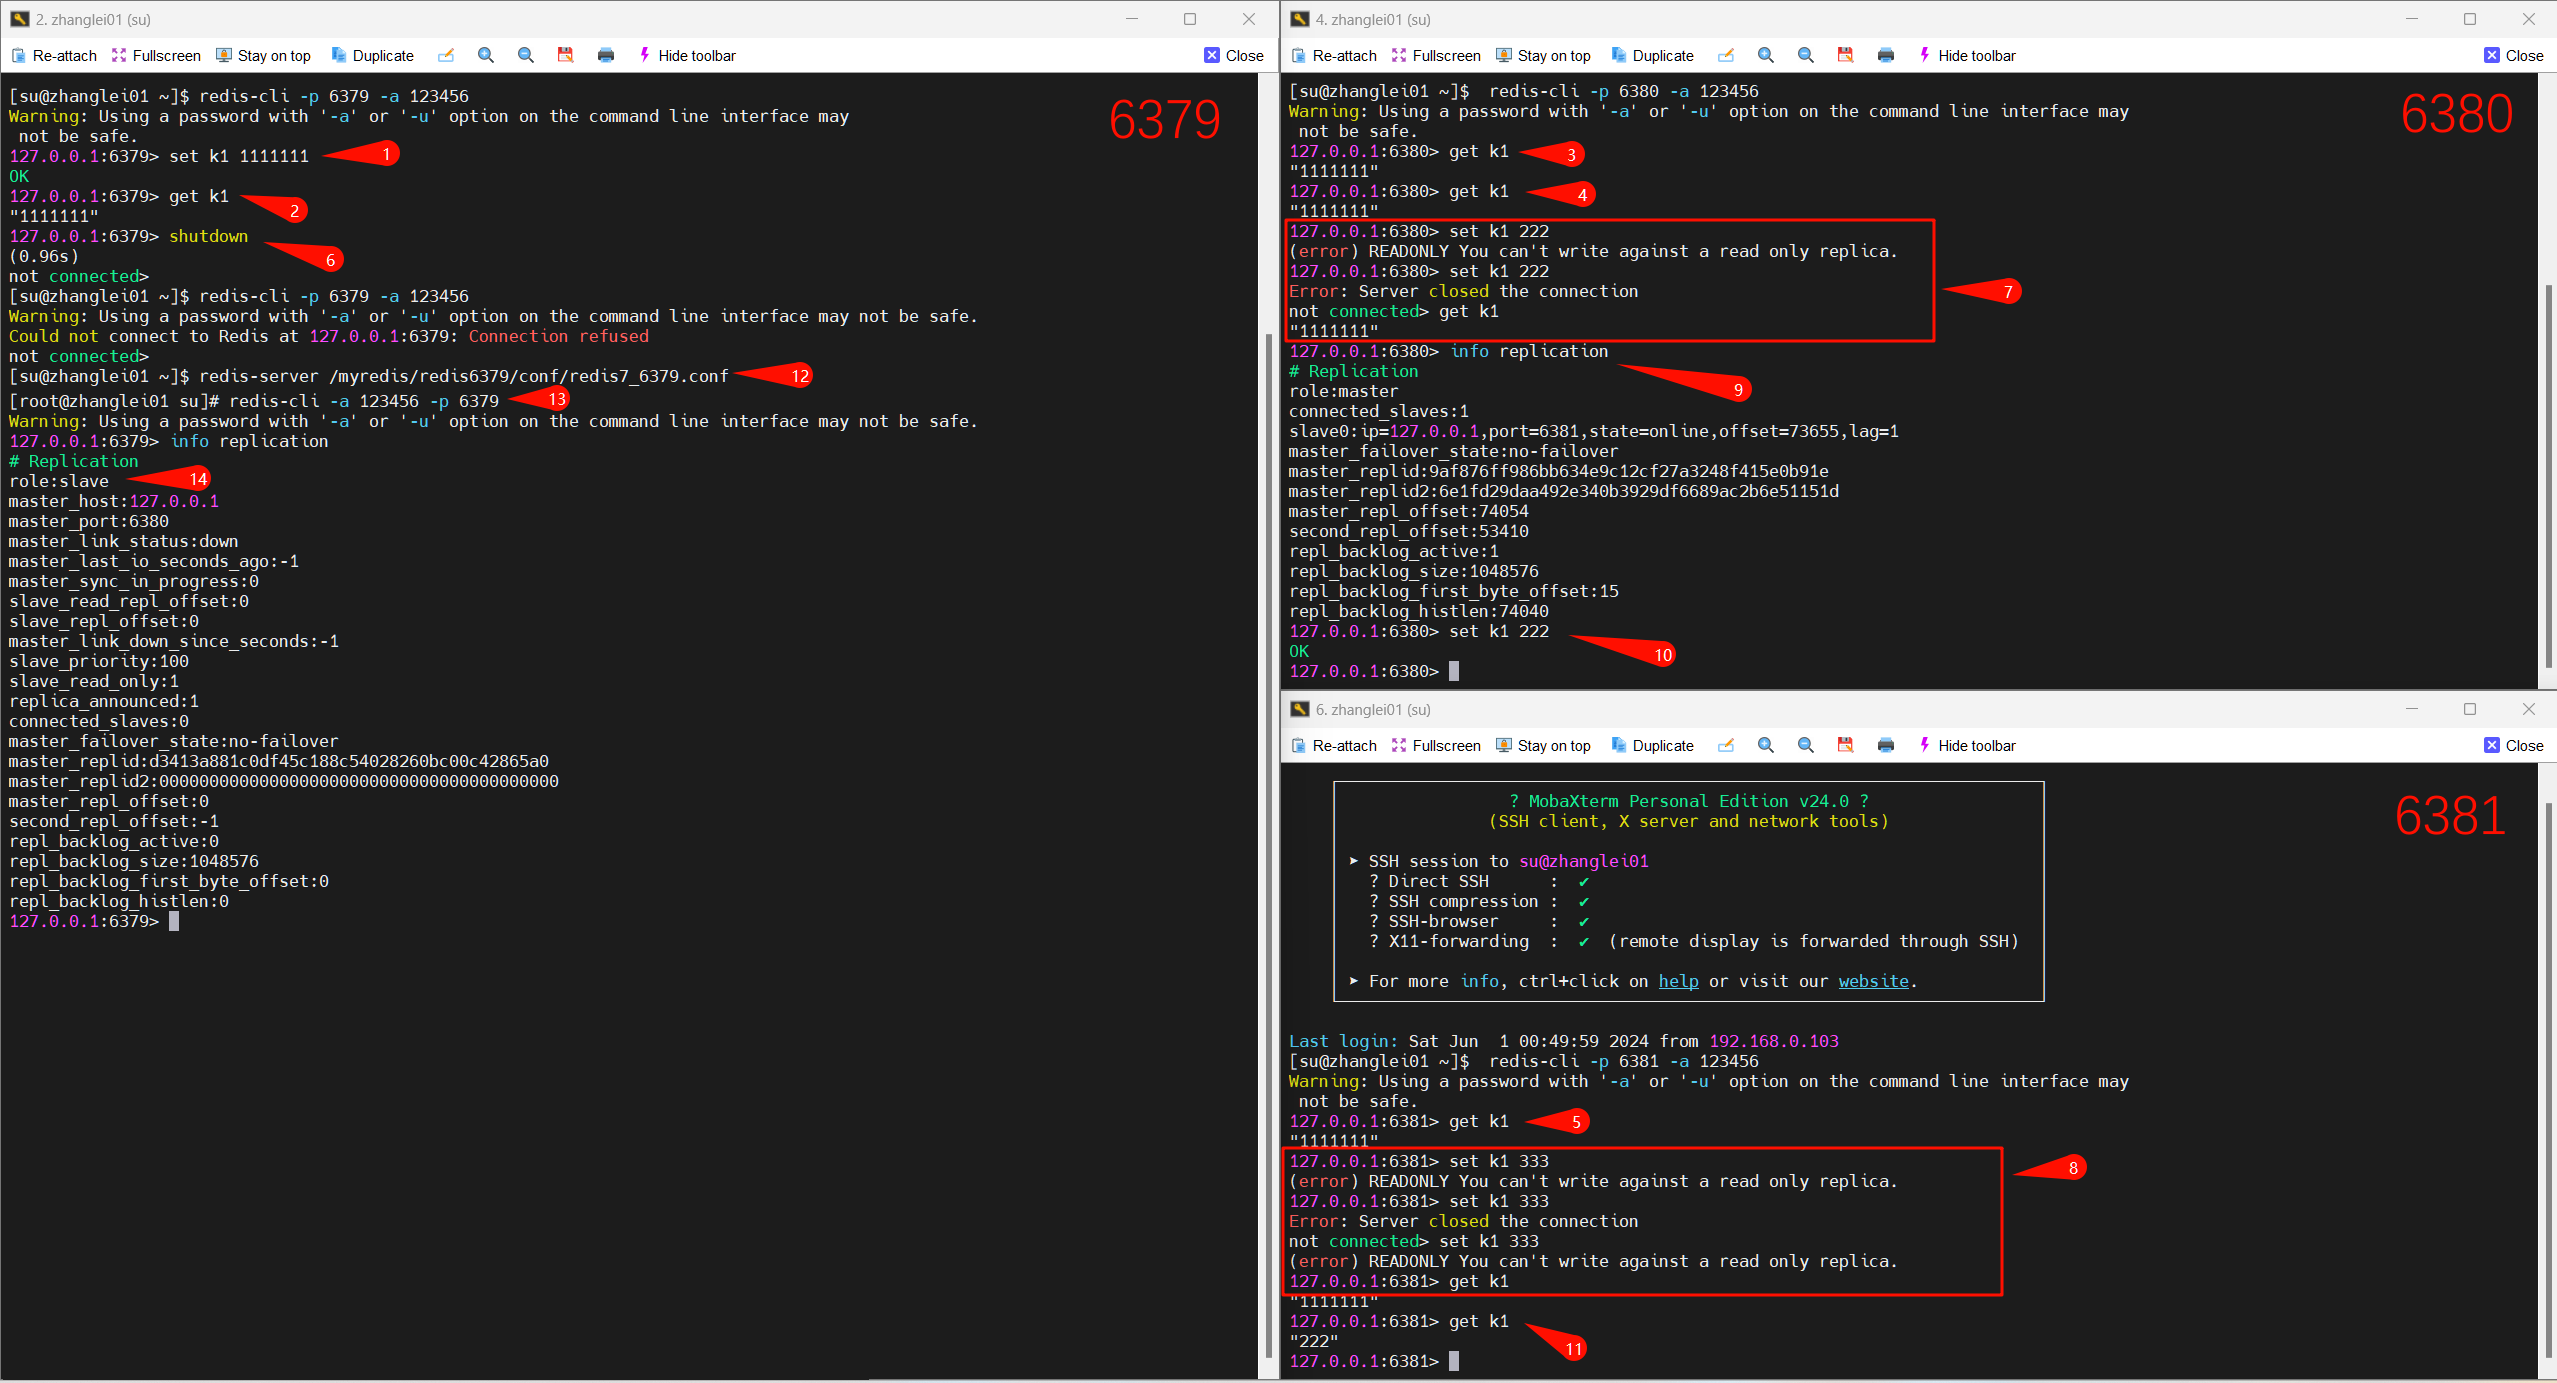 2. zhanglei01 (su)
Re-attach Fullscreen Stay on top Duplicate Hide toolbar Close
6379
[su@zhanglei01 ~]$ redis-cli -p 6379 -a 123456
Warning: Using a password with '-a' or '-u' option on the command line interface may
 not be safe.
127.0.0.1:6379> set k1 1111111
1
OK
127.0.0.1:6379> get k1
2
"1111111"
127.0.0.1:6379> shutdown
6
(0.96s)
not connected>
[su@zhanglei01 ~]$ redis-cli -p 6379 -a 123456
Warning: Using a password with '-a' or '-u' option on the command line interface may not be safe.
Could not connect to Redis at 127.0.0.1:6379: Connection refused
not connected>
[su@zhanglei01 ~]$ redis-server /myredis/redis6379/conf/redis7_6379.conf
12
[root@zhanglei01 su]# redis-cli -a 123456 -p 6379
13
Warning: Using a password with '-a' or '-u' option on the command line interface may not be safe.
127.0.0.1:6379> info replication
# Replication
role:slave
14
master_host:127.0.0.1
master_port:6380
master_link_status:down
master_last_io_seconds_ago:-1
master_sync_in_progress:0
slave_read_repl_offset:0
slave_repl_offset:0
master_link_down_since_seconds:-1
slave_priority:100
slave_read_only:1
replica_announced:1
connected_slaves:0
master_failover_state:no-failover
master_replid:d3413a881c0df45c188c54028260bc00c42865a0
master_replid2:0000000000000000000000000000000000000000
master_repl_offset:0
second_repl_offset:-1
repl_backlog_active:0
repl_backlog_size:1048576
repl_backlog_first_byte_offset:0
repl_backlog_histlen:0
127.0.0.1:6379>
4. zhanglei01 (su)
Re-attach Fullscreen Stay on top Duplicate Hide toolbar Close
6380
[su@zhanglei01 ~]$  redis-cli -p 6380 -a 123456
Warning: Using a password with '-a' or '-u' option on the command line interface may
 not be safe.
127.0.0.1:6380> get k1
3
"1111111"
127.0.0.1:6380> get k1
4
"1111111"
127.0.0.1:6380> set k1 222
(error) READONLY You can't write against a read only replica.
127.0.0.1:6380> set k1 222
Error: Server closed the connection
7
not connected> get k1
"1111111"
127.0.0.1:6380> info replication
# Replication
9
role:master
connected_slaves:1
slave0:ip=127.0.0.1,port=6381,state=online,offset=73655,lag=1
master_failover_state:no-failover
master_replid:9af876ff986bb634e9c12cf27a3248f415e0b91e
master_replid2:6e1fd29daa492e340b3929df6689ac2b6e51151d
master_repl_offset:74054
second_repl_offset:53410
repl_backlog_active:1
repl_backlog_size:1048576
repl_backlog_first_byte_offset:15
repl_backlog_histlen:74040
127.0.0.1:6380> set k1 222
10
OK
127.0.0.1:6380>
6. zhanglei01 (su)
Re-attach Fullscreen Stay on top Duplicate Hide toolbar Close
6381
? MobaXterm Personal Edition v24.0 ?
(SSH client, X server and network tools)
➤ SSH session to su@zhanglei01
? Direct SSH      :  ✔
? SSH compression :  ✔
? SSH-browser     :  ✔
? X11-forwarding  :  ✔  (remote display is forwarded through SSH)
➤ For more info, ctrl+click on help or visit our website.
Last login: Sat Jun  1 00:49:59 2024 from 192.168.0.103
[su@zhanglei01 ~]$  redis-cli -p 6381 -a 123456
Warning: Using a password with '-a' or '-u' option on the command line interface may
 not be safe.
127.0.0.1:6381> get k1
5
"1111111"
127.0.0.1:6381> set k1 333
8
(error) READONLY You can't write against a read only replica.
127.0.0.1:6381> set k1 333
Error: Server closed the connection
not connected> set k1 333
(error) READONLY You can't write against a read only replica.
127.0.0.1:6381> get k1
"1111111"
127.0.0.1:6381> get k1
11
"222"
127.0.0.1:6381>